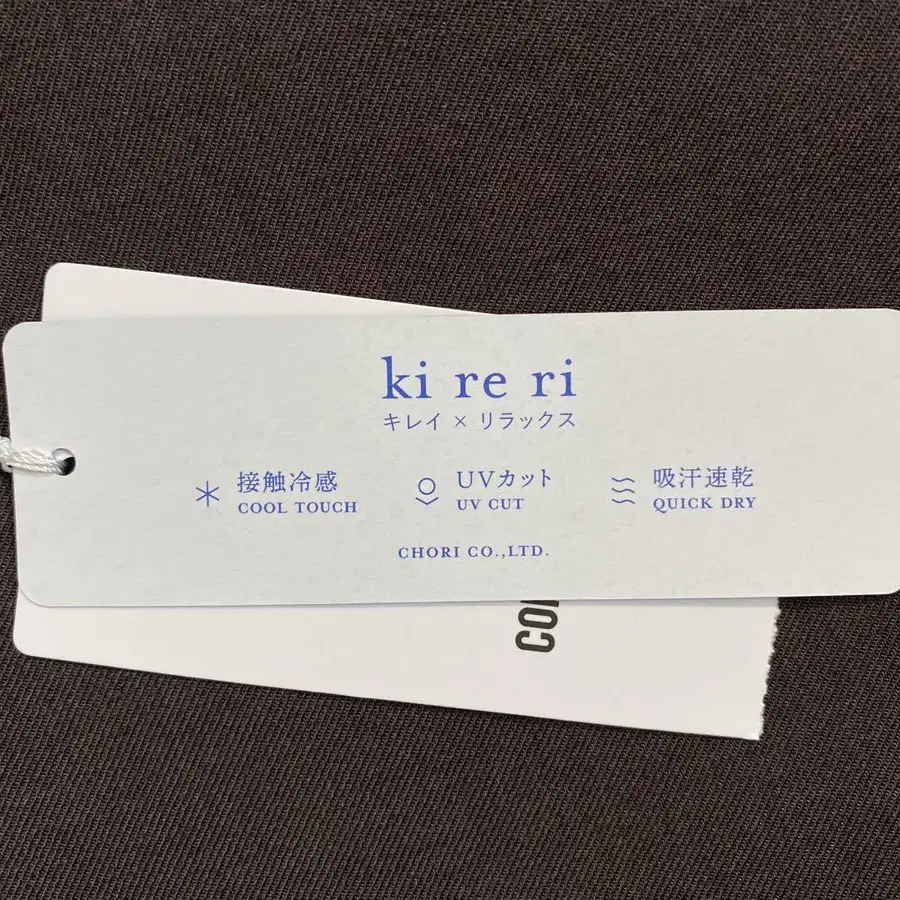 ki re ri
キレイ × リラックス
接触冷感
COOL TOUCH
UVカット
UV CUT
吸汗速乾
QUICK DRY
CHORI CO.,LTD.